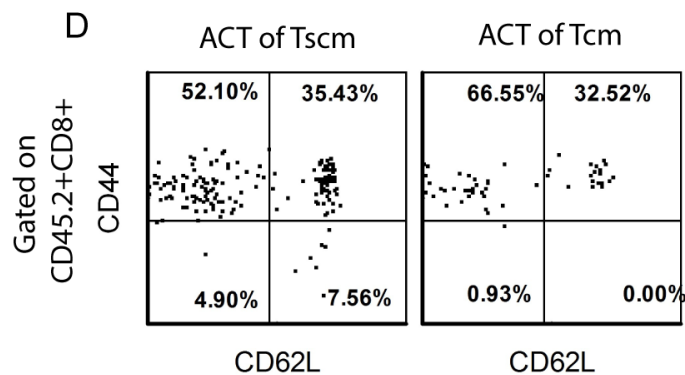 D
ACT of Tscm
ACT of Tcm
Gated on
CD45.2+CD8+
CD44
52.10%
35.43%
66.55%
32.52%
4.90%
7.56%
0.93%
0.00%
CD62L
CD62L